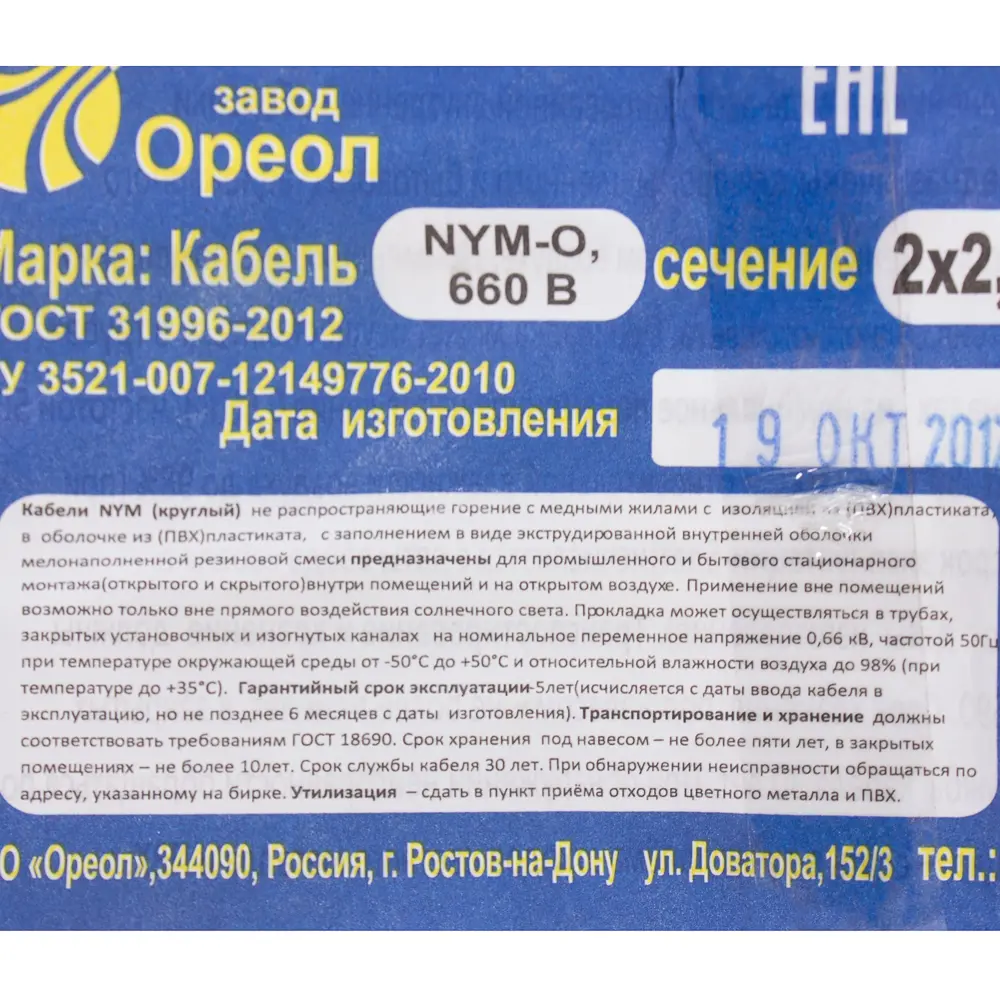 завод
Ореол
ЕАС
Марка: Кабель NYM-O, 660 В сечение 2х2,
ГОСТ 31996-2012
ТУ 3521-007-12149776-2010
Дата изготовления 19 ОКТ 201
Кабели NYM (круглый) не распространяющие горение с медными жилами с изоляцией из (ПВХ)пластиката,
в оболочке из (ПВХ)пластиката, с заполнением в виде экструдированной внутренней оболочки
мелонаполненной резиновой смеси предназначены для промышленного и бытового стационарного
монтажа(открытого и скрытого)внутри помещений и на открытом воздухе. Применение вне помещений
возможно только вне прямого воздействия солнечного света. Прокладка может осуществляться в трубах,
закрытых установочных и изогнутых каналах на номинальное переменное напряжение 0,66 кВ, частотой 50Гц
при температуре окружающей среды от -50°С до +50°С и относительной влажности воздуха до 98% (при
температуре до +35°С). Гарантийный срок эксплуатации-5лет(исчисляется с даты ввода кабеля в
эксплуатацию, но не позднее 6 месяцев с даты изготовления). Транспортирование и хранение должны
соответствовать требованиям ГОСТ 18690. Срок хранения под навесом – не более пяти лет, в закрытых
помещениях – не более 10лет. Срок службы кабеля 30 лет. При обнаружении неисправности обращаться по
адресу, указанному на бирке. Утилизация – сдать в пункт приёма отходов цветного металла и ПВХ.
О «Ореол»,344090, Россия, г. Ростов-на-Дону ул. Доватора,152/3 тел.: